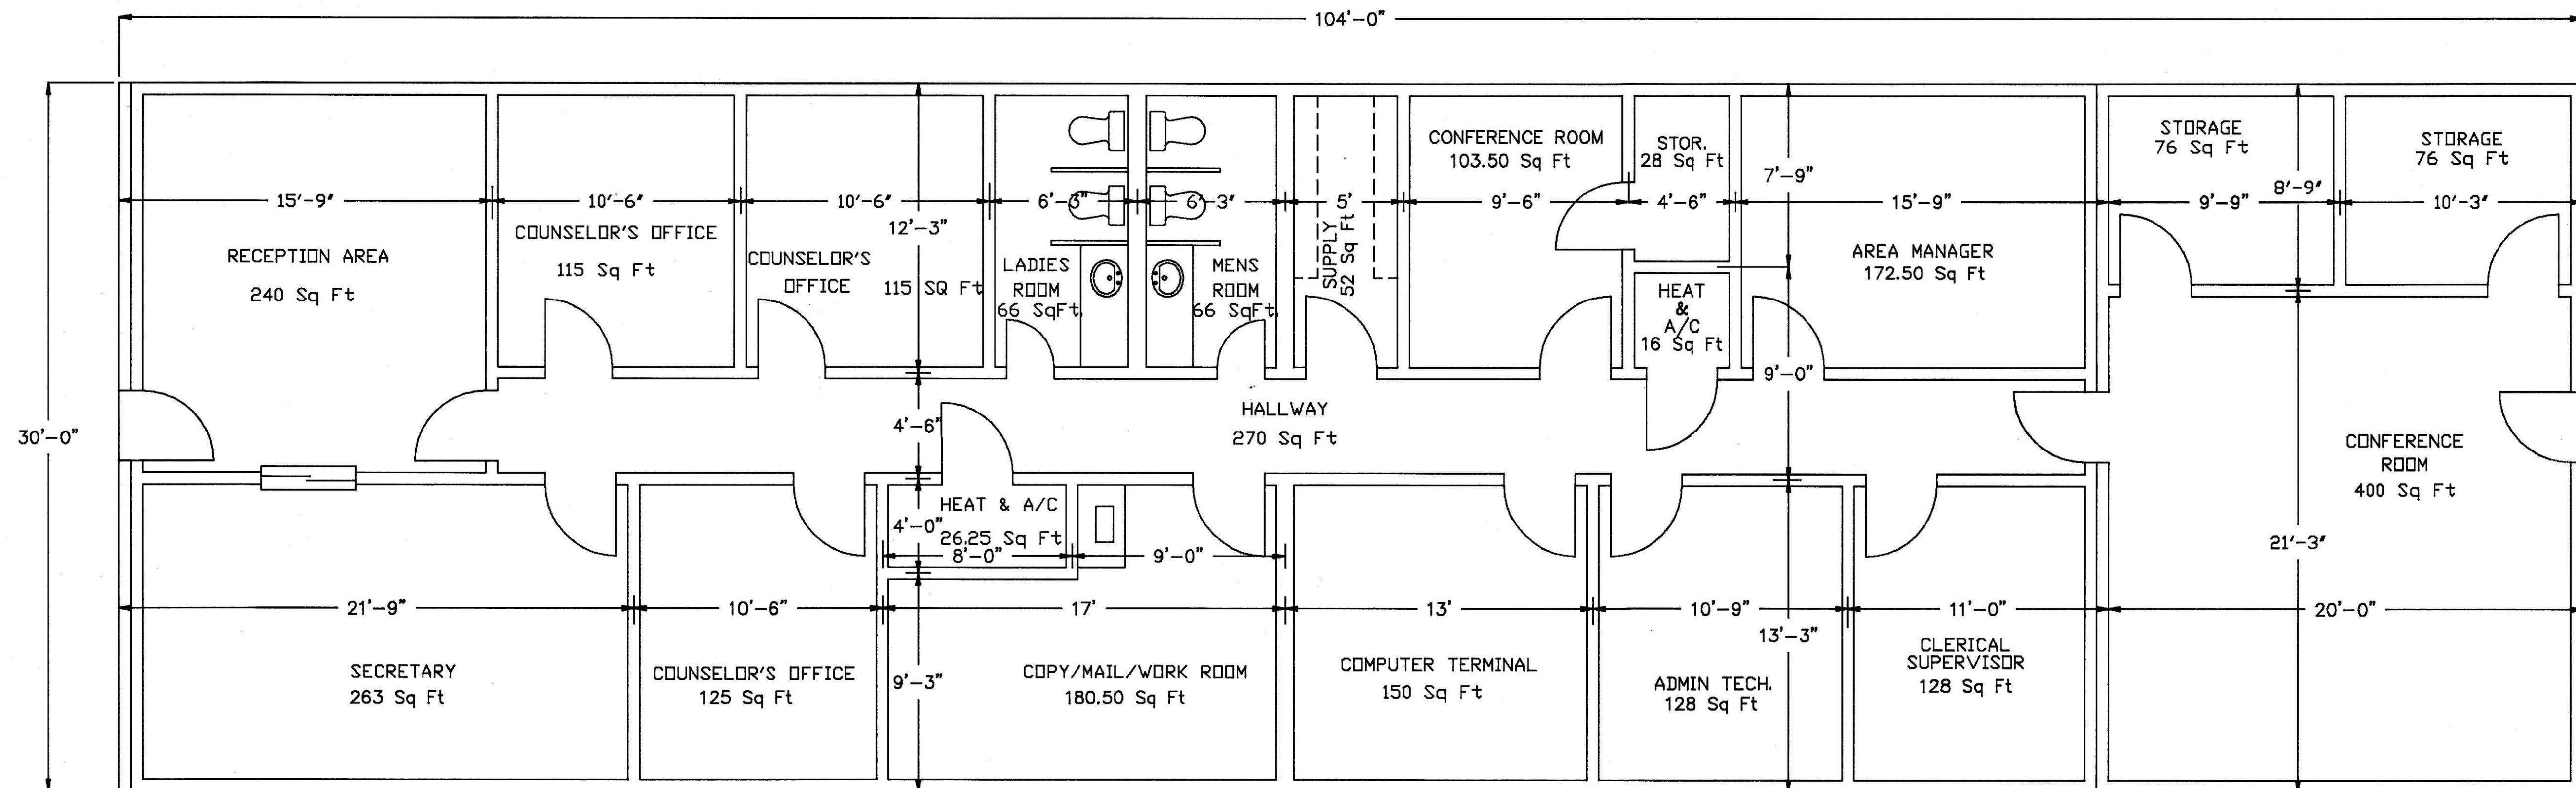 104'-0"
30'-0"
15'-9"
RECEPTION AREA
240 Sq Ft
10'-6"
COUNSELOR'S OFFICE
115 Sq Ft
10'-6"
COUNSELOR'S
OFFICE
115 SQ Ft
12'-3"
6'-3"
LADIES
ROOM
66 SqFt
6'-3"
MENS
ROOM
66 SqFt
5'
SUPPLY
52 Sq Ft
CONFERENCE ROOM
103.50 Sq Ft
9'-6"
STOR.
28 Sq Ft
4'-6"
HEAT
&
A/C
16 Sq Ft
7'-9"
9'-0"
15'-9"
AREA MANAGER
172.50 Sq Ft
STORAGE
76 Sq Ft
8'-9"
9'-9"
STORAGE
76 Sq Ft
10'-3"
4'-6"
HALLWAY
270 Sq Ft
CONFERENCE
ROOM
400 Sq Ft
21'-3"
20'-0"
21'-9"
SECRETARY
263 Sq Ft
10'-6"
COUNSELOR'S OFFICE
125 Sq Ft
HEAT & A/C
4'-0"
26.25 Sq Ft
8'-0"
9'-0"
17'
COPY/MAIL/WORK ROOM
9'-3"
180.50 Sq Ft
13'
COMPUTER TERMINAL
150 Sq Ft
10'-9"
13'-3"
ADMIN TECH.
128 Sq Ft
11'-0"
CLERICAL
SUPERVISOR
128 Sq Ft